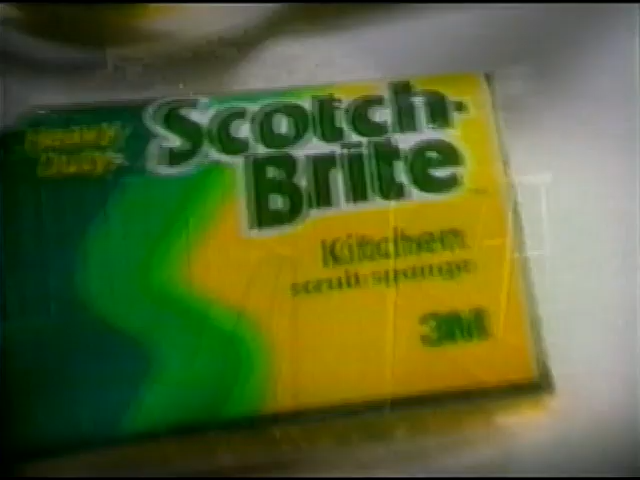 Heavy
Duty
Scotch-
Brite
Kitchen
scrub sponge
3M